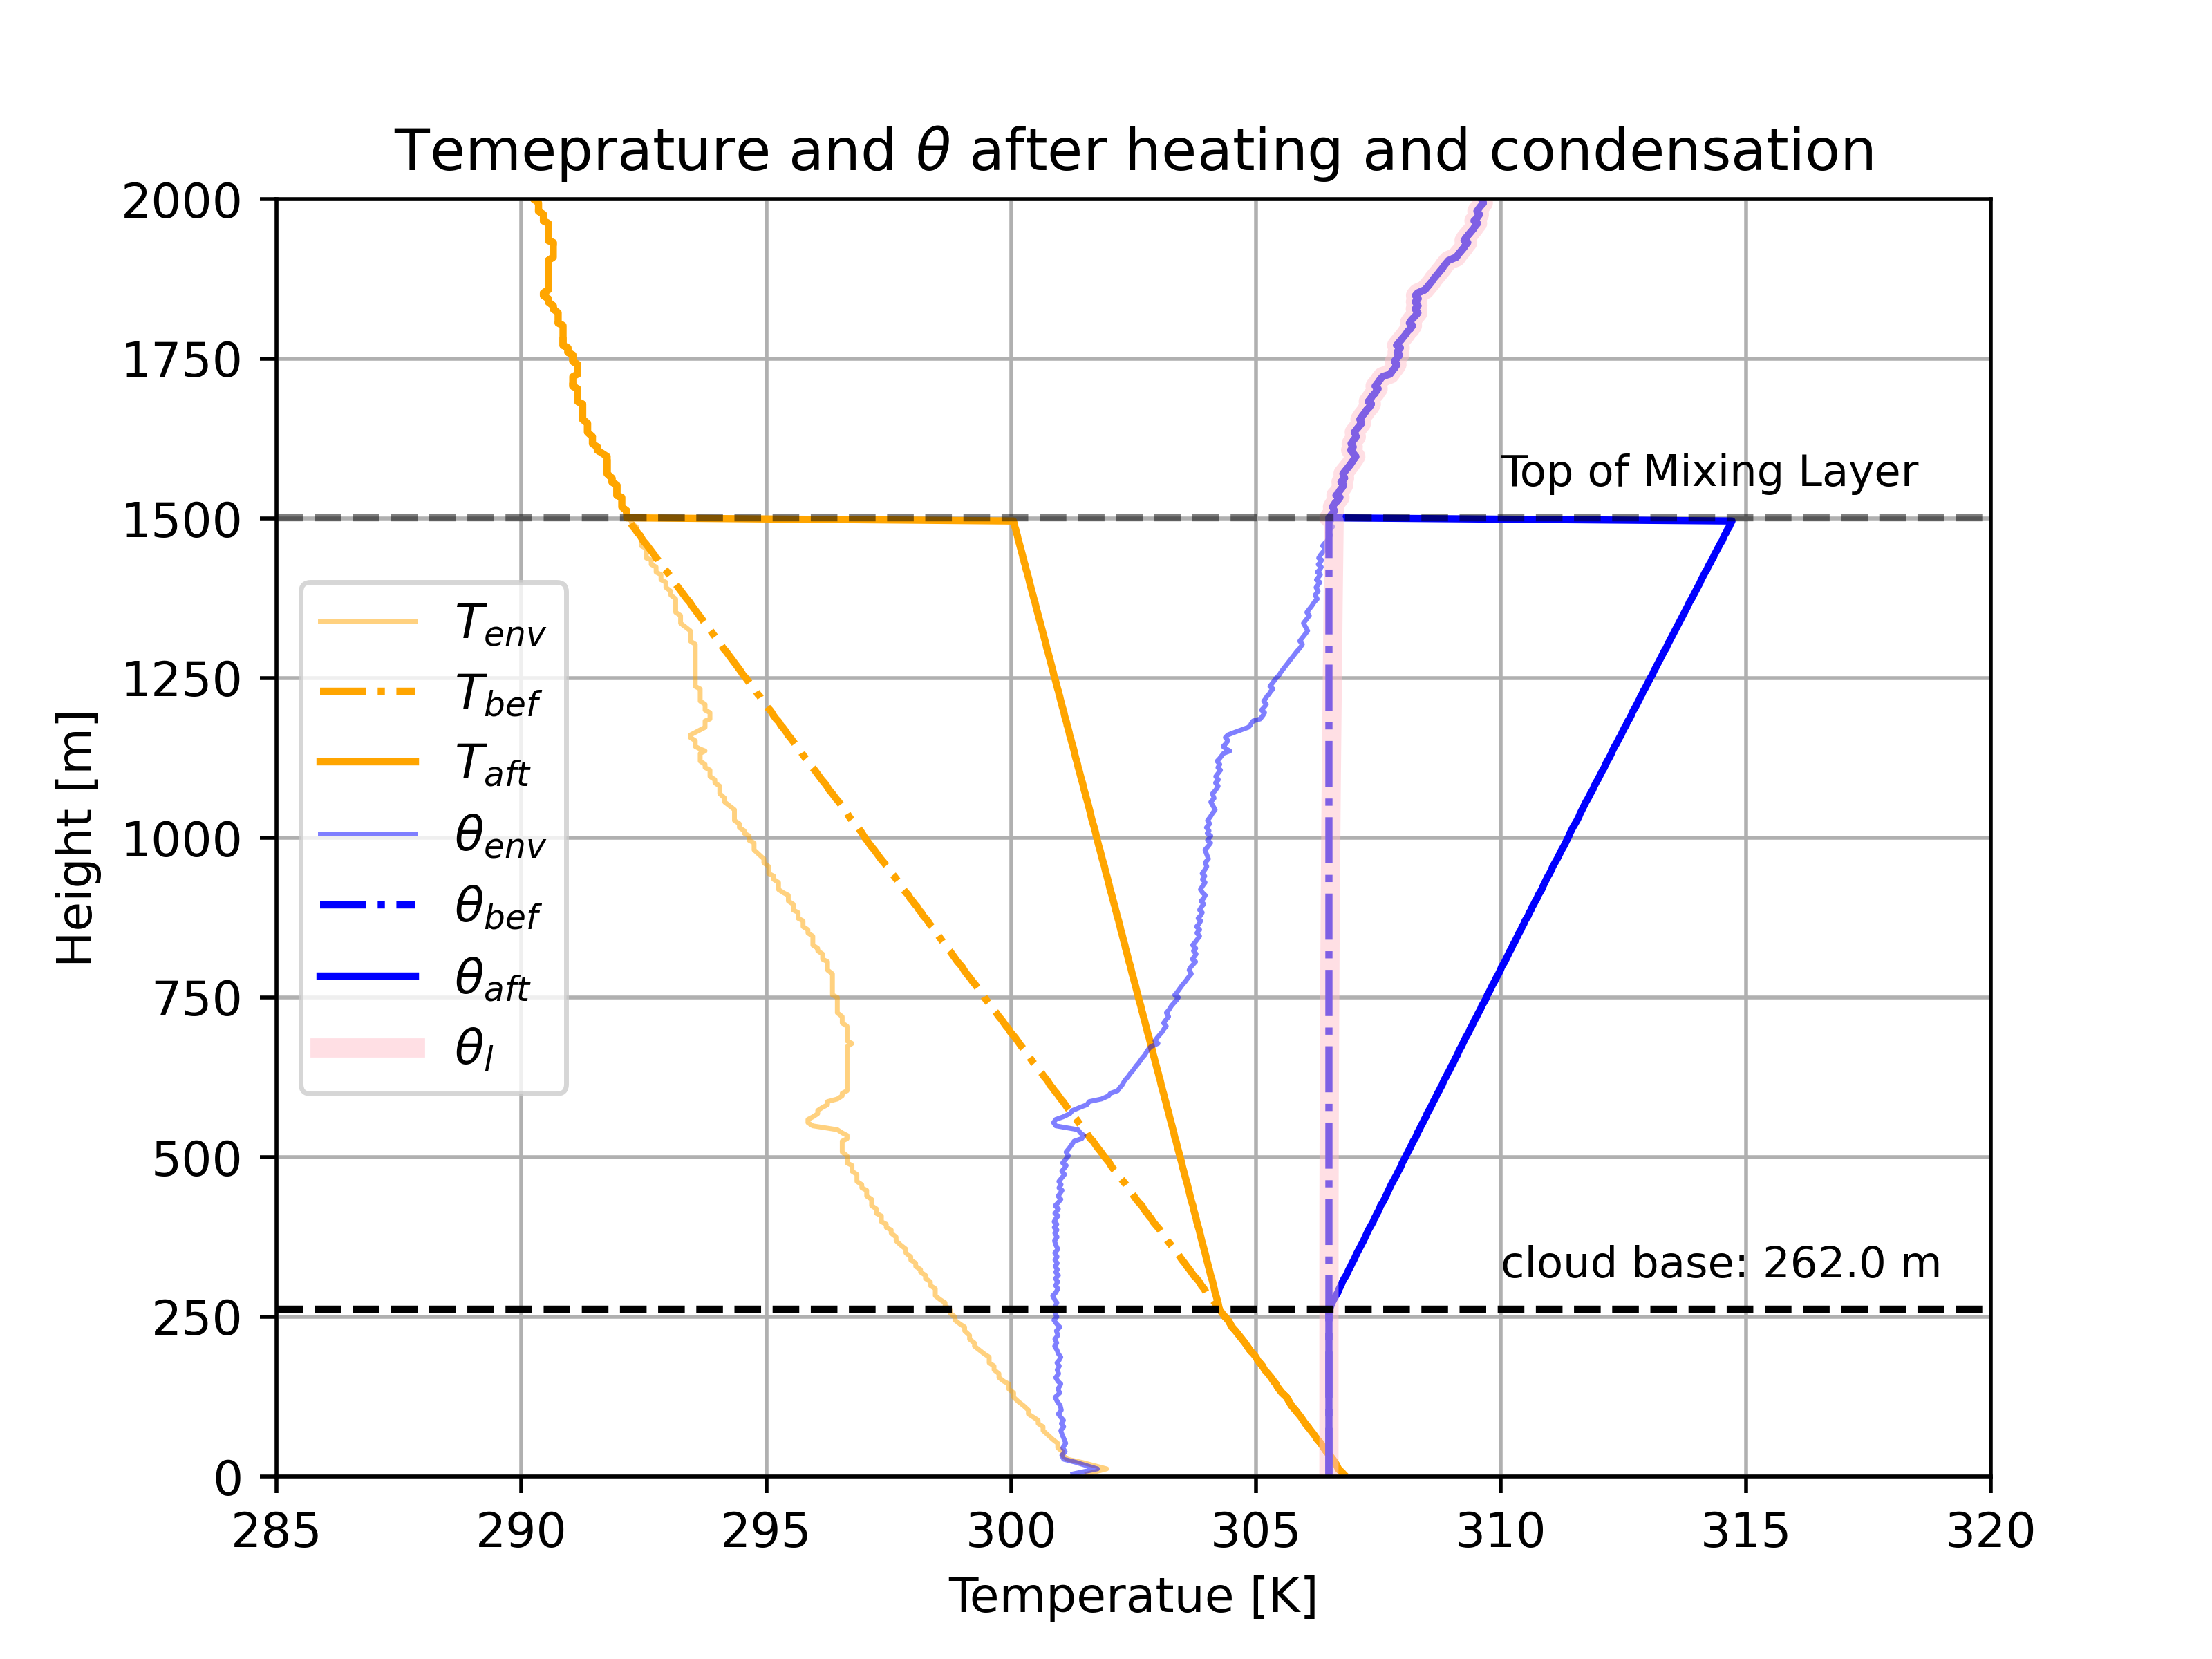 Temeprature and θ after heating and condensation
2000
1750
1500
1250
1000
750
500
250
0
Height [m]
Top of Mixing Layer
cloud base: 262.0 m
T_env
T_bef
T_aft
θ_env
θ_bef
θ_aft
θ_l
285 290 295 300 305 310 315 320
Temperatue [K]